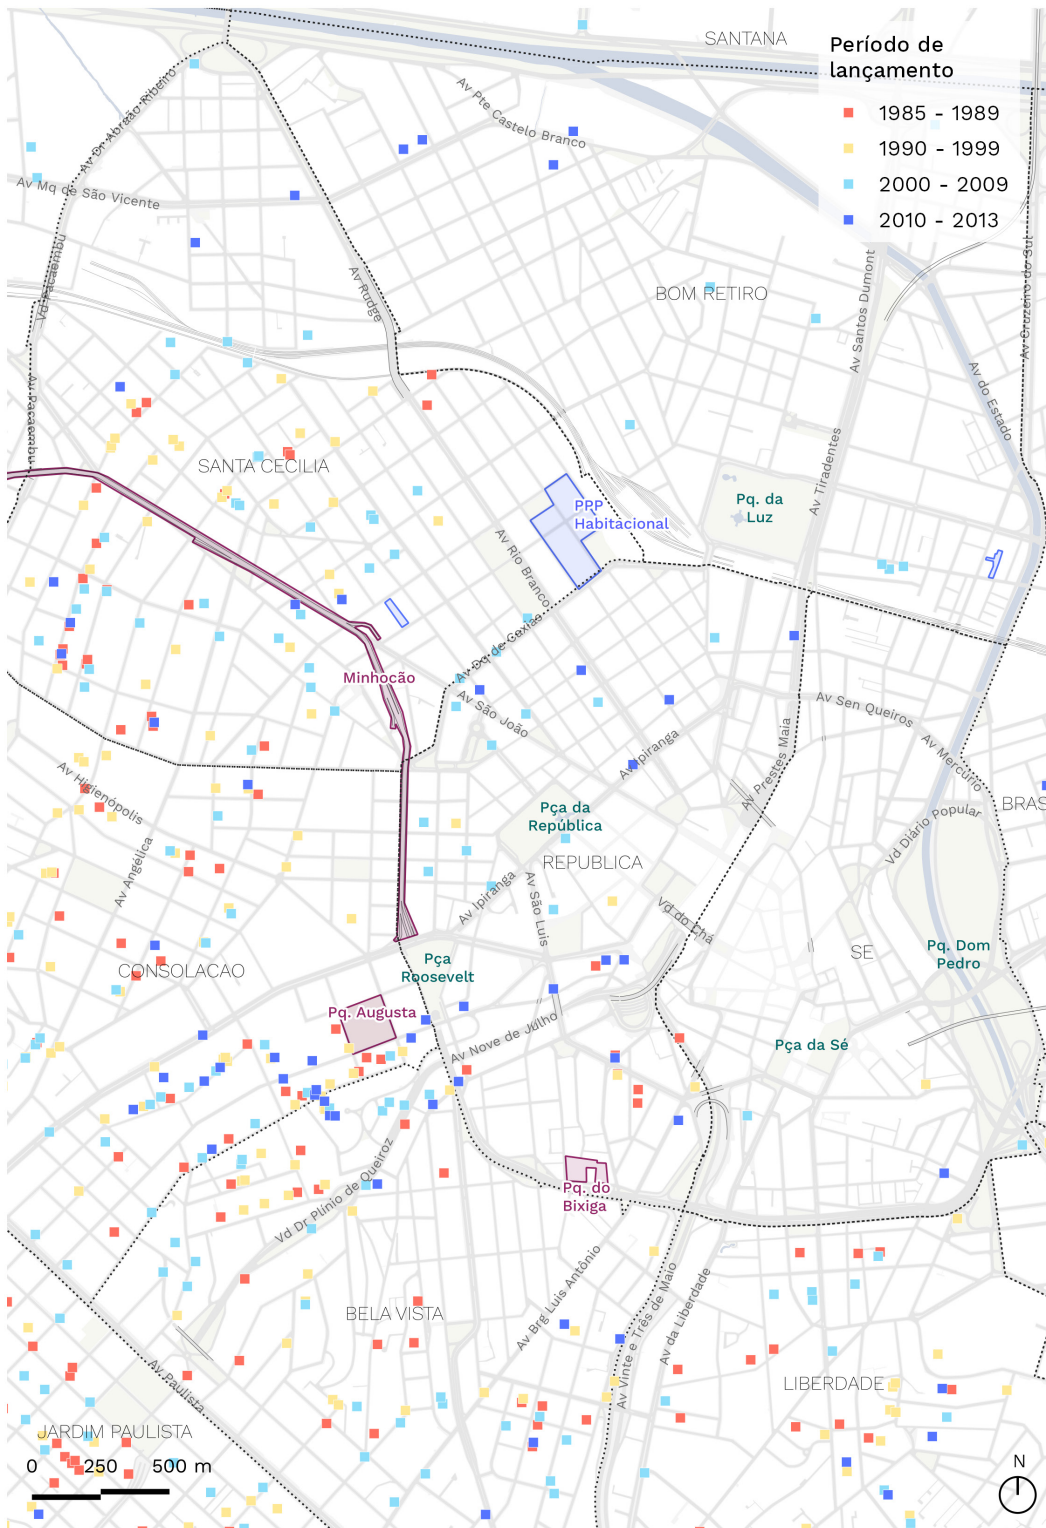 SANTANA
Período de
lançamento
1985 - 1989
1990 - 1999
2000 - 2009
2010 - 2013
Av Dr Abraão Ribeiro
Av Pte Castelo Branco
Av Mq de São Vicente
Vd Pacaembu
Av Rudge
BOM RETIRO
Av Santos Dumont
Av Cruzeiro do Sul
Av do Estado
Av Pacaembu
SANTA CECILIA
Av Tiradentes
PPP
Habitacional
Pq. da
Luz
Av Rio Branco
Av Dq de Caxias
Minhocão
Av São João
Av Sen Queiros
Av Ipiranga
Av Prestes Maia
Av Mercúrio
Av Higienópolis
Pça da
República
BRAS
Vd Diário Popular
Av Angélica
REPUBLICA
Av Ipiranga
Av São Luis
Vd do Chá
SE
Pq. Dom
Pedro
CONSOLACAO
Pça
Roosevelt
Pq. Augusta
Av Nove de Julho
Pça da Sé
Vd Dr Plínio de Queiroz
Pq. do
Bixiga
BELA VISTA
Av Brg Luis Antônio
Av Vinte e Três de Maio
Av da Liberdade
Av Paulista
LIBERDADE
JARDIM PAULISTA
0 250 500 m
N